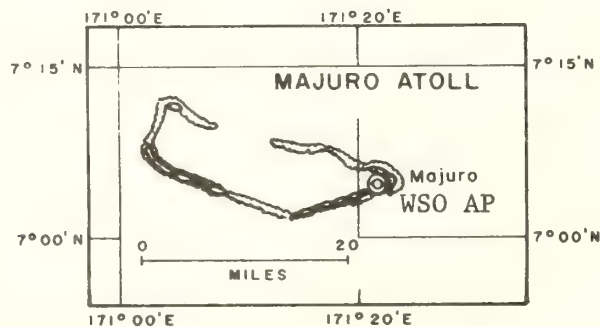 171° 00'E 171° 20'E
7° 15' N 7° 15' N
MAJURO ATOLL
Majuro
WSO AP
7° 00' N 7° 00' N
0 20
MILES
171° 00'E 171° 20'E